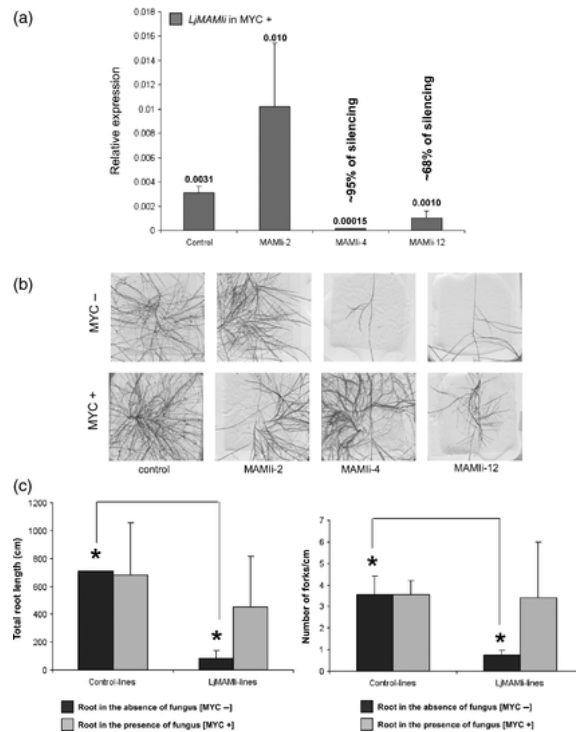 (a)
LjMAMIi in MYC +
Relative expression
0.018
0.016
0.014
0.012
0.01
0.008
0.006
0.004
0.002
0
0.0031
0.010
0.00015
0.0010
~95% of silencing
~68% of silencing
Control
MAMIi-2
MAMIi-4
MAMIi-12
(b)
MYC –
MYC +
control
MAMIi-2
MAMIi-4
MAMIi-12
(c)
Total root length (cm)
1200
1000
800
600
400
200
0
*
*
Control-lines
LjMAMIi-lines
Root in the absence of fungus [MYC –]
Root in the presence of fungus [MYC +]
Number of forks/cm
7
6
5
4
3
2
1
0
*
*
Control-lines
LjMAMIi-lines
Root in the absence of fungus [MYC –]
Root in the presence of fungus [MYC +]